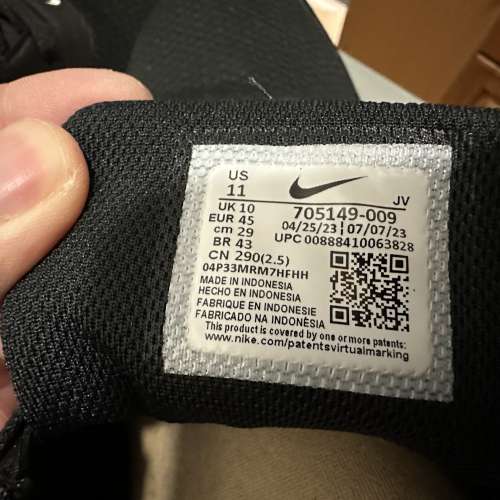 US
11
JV
UK 10
705149-009
EUR 45
04/25/23 | 07/07/23
cm 29
UPC 00888410063828
BR 43
CN 290(2.5)
04P33MRM7HFHH
MADE IN INDONESIA
HECHO EN INDONESIA
FABRIQUE EN INDONESIE
FABRICADO NA INDONÉSIA
This product is covered by one or more patents:
www.nike.com/patentsvirtualmarking